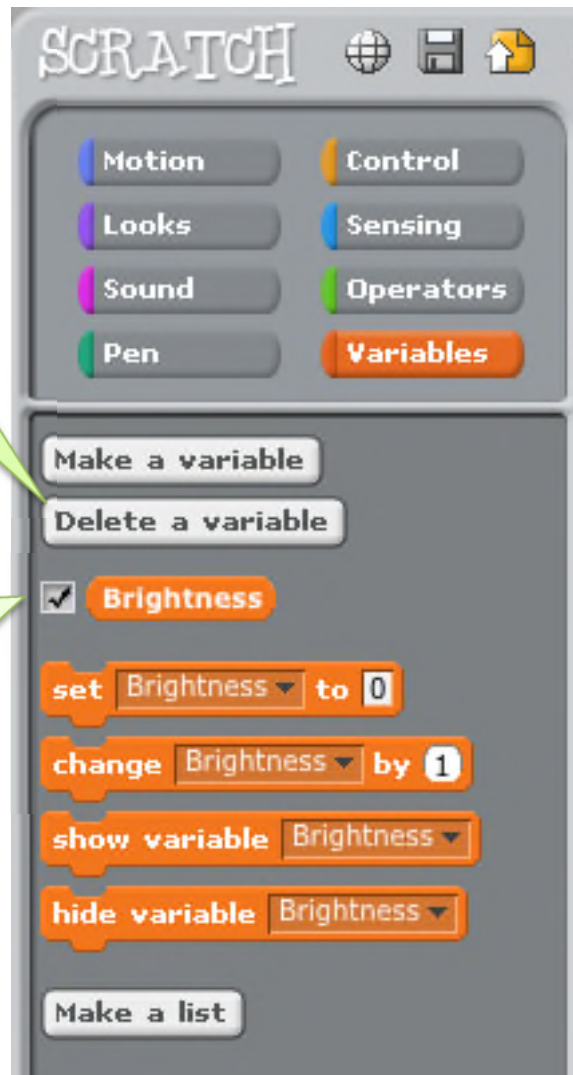 SCRATCH
Motion Control
Looks Sensing
Sound Operators
Pen Variables
Make a variable
Delete a variable
Brightness
set Brightness to 0
change Brightness by 1
show variable Brightness
hide variable Brightness
Make a list